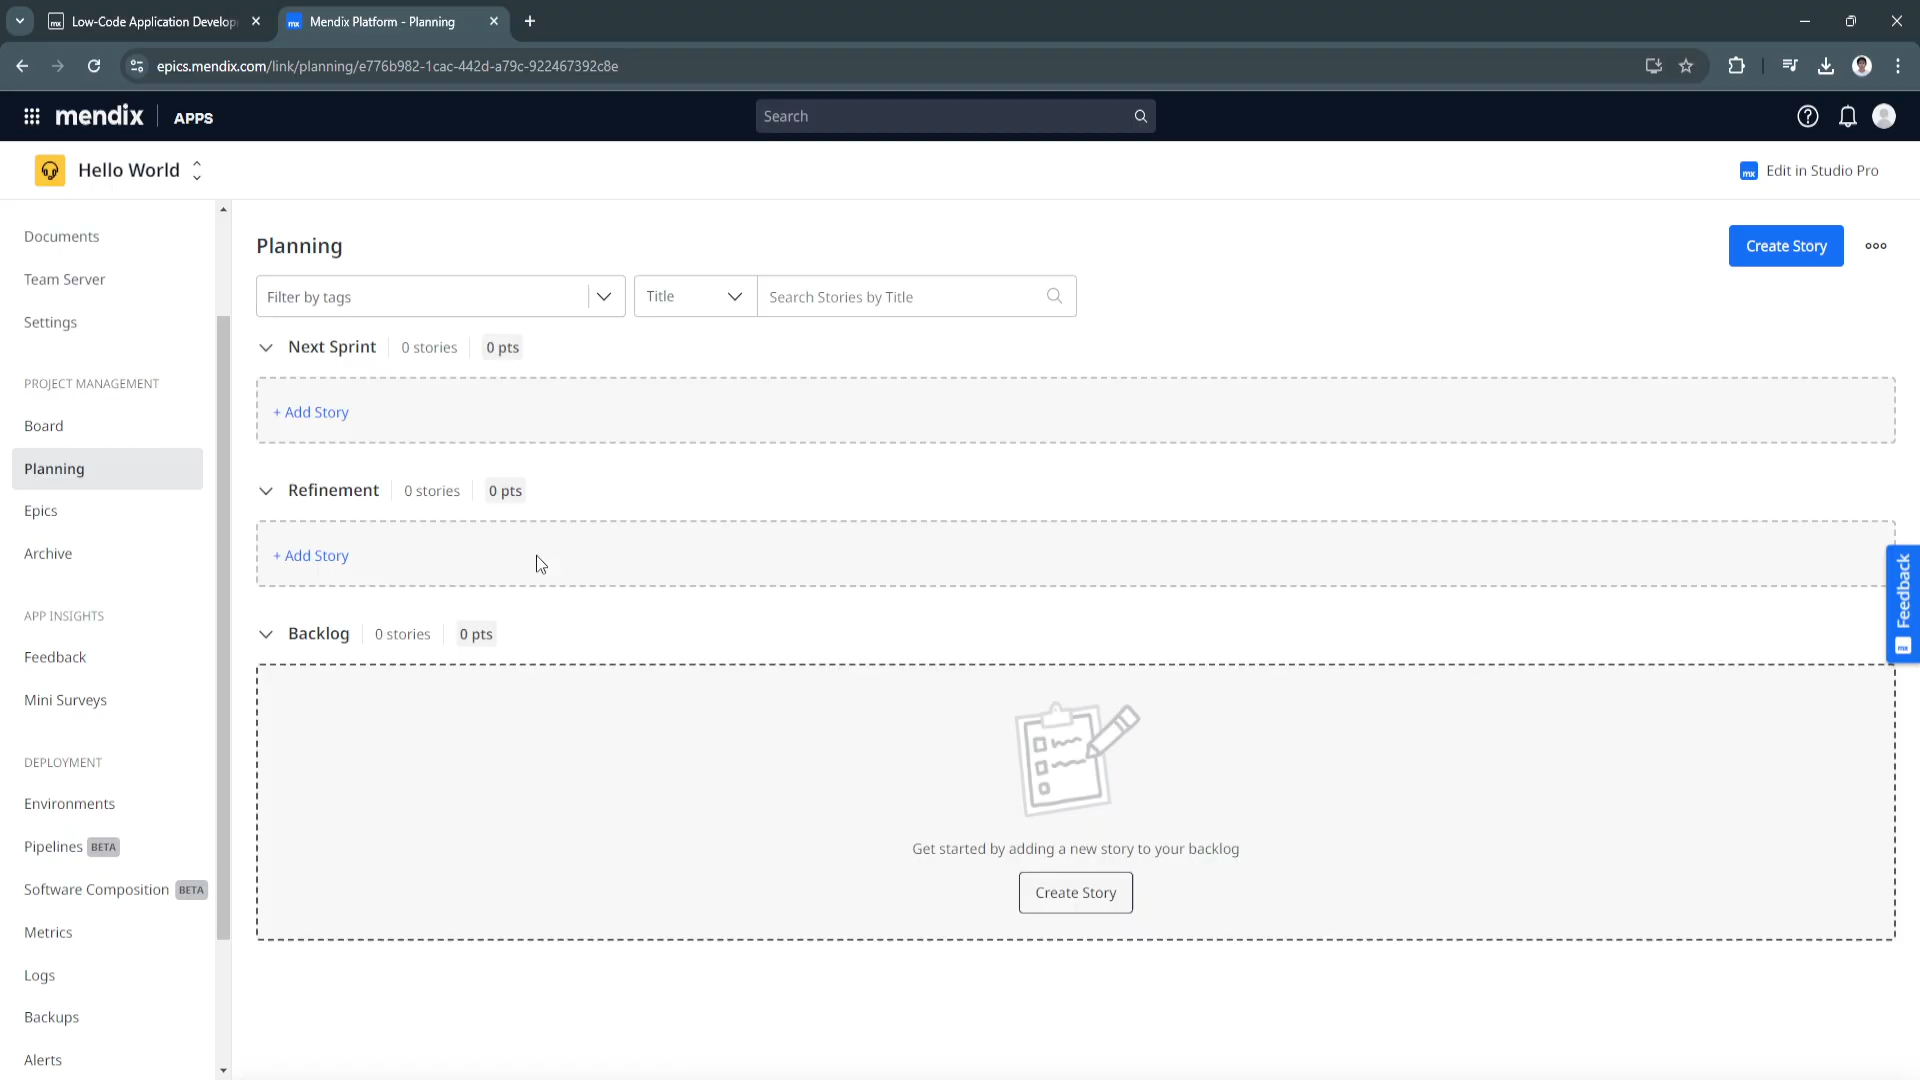 Low-Code Application Develop
Mendix Platform - Planning
epics.mendix.com/link/planning/e776b982-1cac-442d-a79c-922467392c8e
mendix
APPS
Search
Hello World
mx Edit in Studio Pro
Documents
Team Server
Settings
PROJECT MANAGEMENT
Board
Planning
Epics
Archive
APP INSIGHTS
Feedback
Mini Surveys
DEPLOYMENT
Environments
Pipelines BETA
Software Composition BETA
Metrics
Logs
Backups
Alerts
Planning
Create Story
Filter by tags
Title
Search Stories by Title
Next Sprint 0 stories 0 pts
+ Add Story
Refinement 0 stories 0 pts
+ Add Story
Backlog 0 stories 0 pts
Get started by adding a new story to your backlog
Create Story
mx Feedback